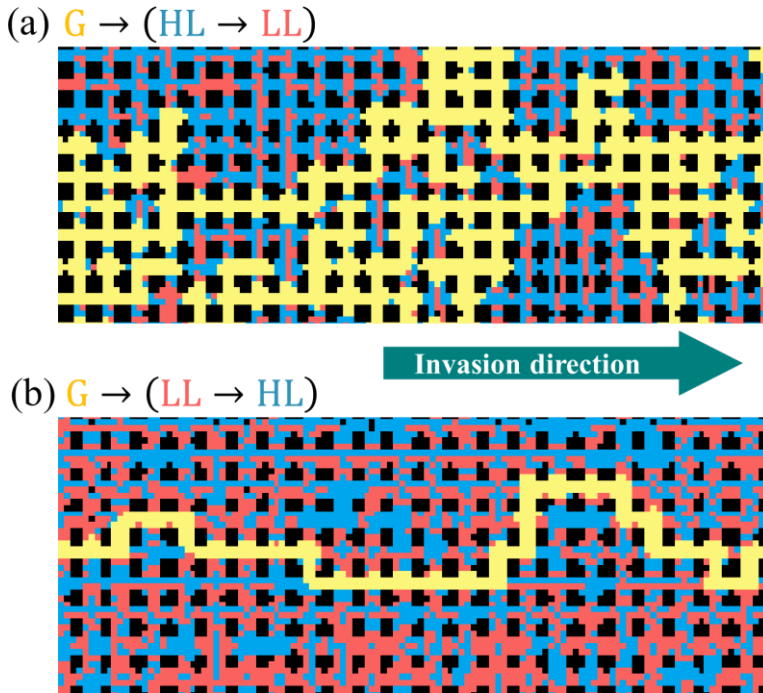 (a) G → (HL → LL)
Invasion direction
(b) G → (LL → HL)